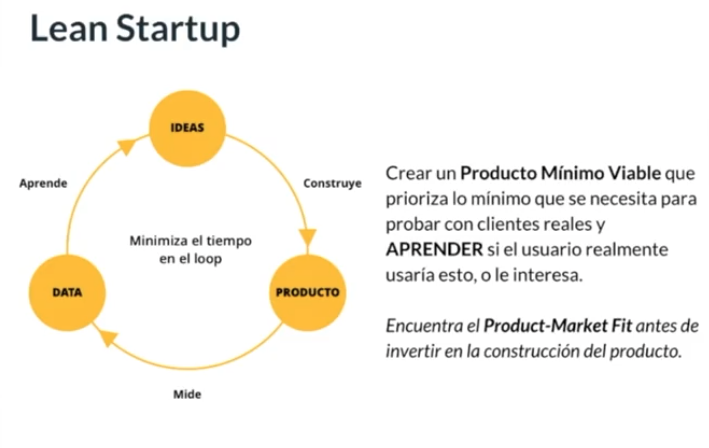 Lean Startup
IDEAS
Aprende
Construye
Minimiza el tiempo
en el loop
DATA
PRODUCTO
Mide
Crear un Producto Mínimo Viable que
prioriza lo mínimo que se necesita para
probar con clientes reales y
APRENDER si el usuario realmente
usaría esto, o le interesa.
Encuentra el Product-Market Fit antes de
invertir en la construcción del producto.